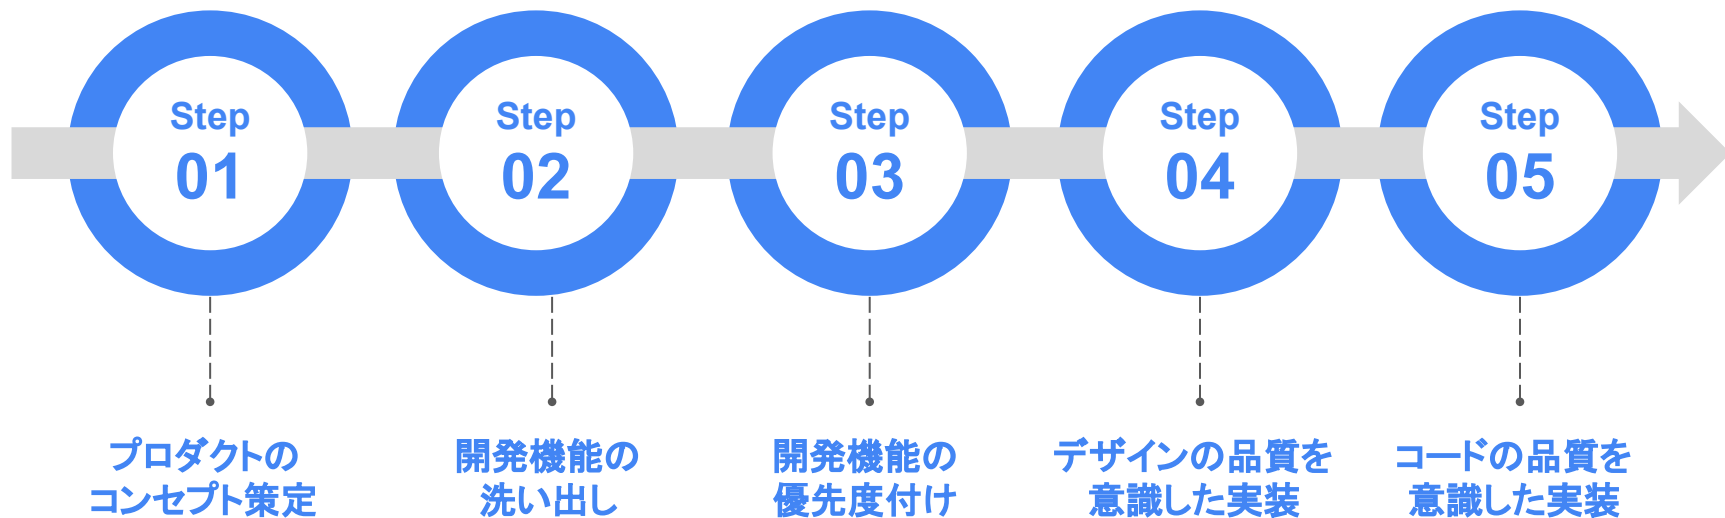 Step
01
Step
02
Step
03
Step
04
Step
05
プロダクトの
コンセプト策定
開発機能の
洗い出し
開発機能の
優先度付け
デザインの品質を
意識した実装
コードの品質を
意識した実装